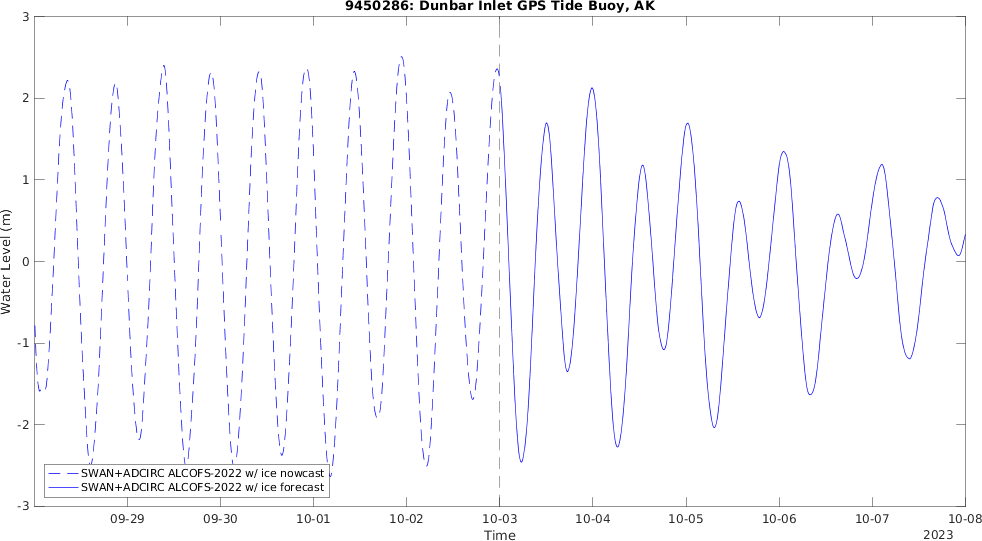 9450286: Dunbar Inlet GPS Tide Buoy, AK
3
2
1
0
-1
-2
-3
Water Level (m)
SWAN+ADCIRC ALCOFS-2022 w/ ice nowcast
SWAN+ADCIRC ALCOFS-2022 w/ ice forecast
09-29 09-30 10-01 10-02 10-03 10-04 10-05 10-06 10-07 10-08
Time
2023